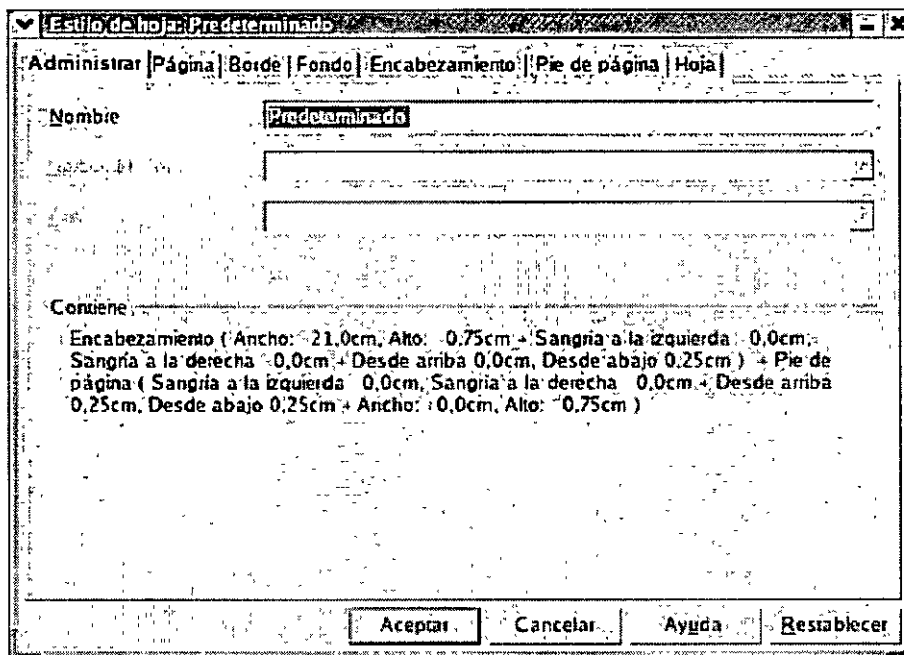 Estilo de hoja: Predeterminado
Administrar Página Borde Fondo Encabezamiento Pie de página Hoja
Nombre Predeterminado
Contiene
Encabezamiento ( Ancho: 21,0cm, Alto: 0,75cm + Sangría a la izquierda 0,0cm,
Sangría a la derecha 0,0cm + Desde arriba 0,0cm, Desde abajo 0,25cm ) + Pie de
página ( Sangría a la izquierda 0,0cm, Sangría a la derecha 0,0cm + Desde arriba
0,25cm, Desde abajo 0,25cm + Ancho: 0,0cm, Alto: 0,75cm )
Aceptar Cancelar Ayuda Restablecer